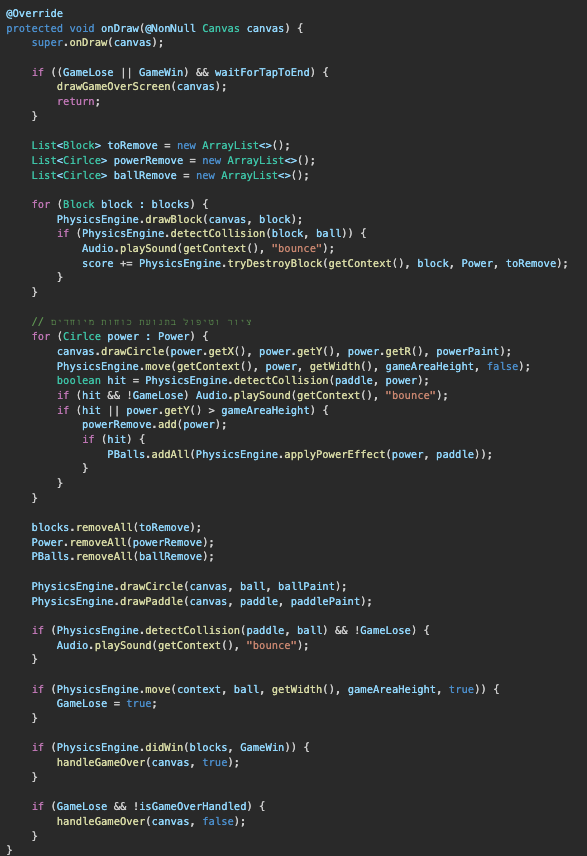 @Override
protected void onDraw(@NonNull Canvas canvas) {
    super.onDraw(canvas);

    if ((GameLose || GameWin) && waitForTapToEnd) {
        drawGameOverScreen(canvas);
        return;
    }

    List<Block> toRemove = new ArrayList<>();
    List<Cirlce> powerRemove = new ArrayList<>();
    List<Cirlce> ballRemove = new ArrayList<>();

    for (Block block : blocks) {
        PhysicsEngine.drawBlock(canvas, block);
        if (PhysicsEngine.detectCollision(block, ball)) {
            Audio.playSound(getContext(), "bounce");
            score += PhysicsEngine.tryDestroyBlock(getContext(), block, Power, toRemove);
        }
    }

    // ציור וטיפול בתנועת כוחות מיוחדים
    for (Cirlce power : Power) {
        canvas.drawCircle(power.getX(), power.getY(), power.getR(), powerPaint);
        PhysicsEngine.move(getContext(), power, getWidth(), gameAreaHeight, false);
        boolean hit = PhysicsEngine.detectCollision(paddle, power);
        if (hit && !GameLose) Audio.playSound(getContext(), "bounce");
        if (hit || power.getY() > gameAreaHeight) {
            powerRemove.add(power);
            if (hit) {
                PBalls.addAll(PhysicsEngine.applyPowerEffect(power, paddle));
            }
        }
    }

    blocks.removeAll(toRemove);
    Power.removeAll(powerRemove);
    PBalls.removeAll(ballRemove);

    PhysicsEngine.drawCircle(canvas, ball, ballPaint);
    PhysicsEngine.drawPaddle(canvas, paddle, paddlePaint);

    if (PhysicsEngine.detectCollision(paddle, ball) && !GameLose) {
        Audio.playSound(getContext(), "bounce");
    }

    if (PhysicsEngine.move(context, ball, getWidth(), gameAreaHeight, true)) {
        GameLose = true;
    }

    if (PhysicsEngine.didWin(blocks, GameWin)) {
        handleGameOver(canvas, true);
    }

    if (GameLose && !isGameOverHandled) {
        handleGameOver(canvas, false);
    }
}